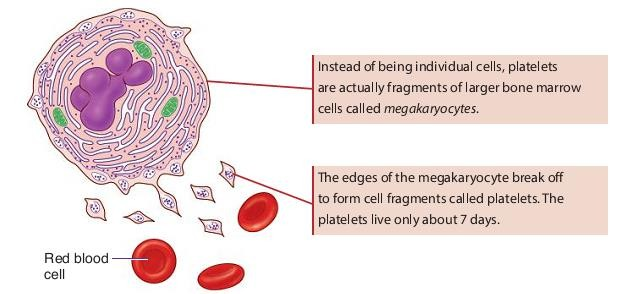 Instead of being individual cells, platelets
are actually fragments of larger bone marrow
cells called megakaryocytes.
The edges of the megakaryocyte break off
to form cell fragments called platelets. The
platelets live only about 7 days.
Red blood
cell